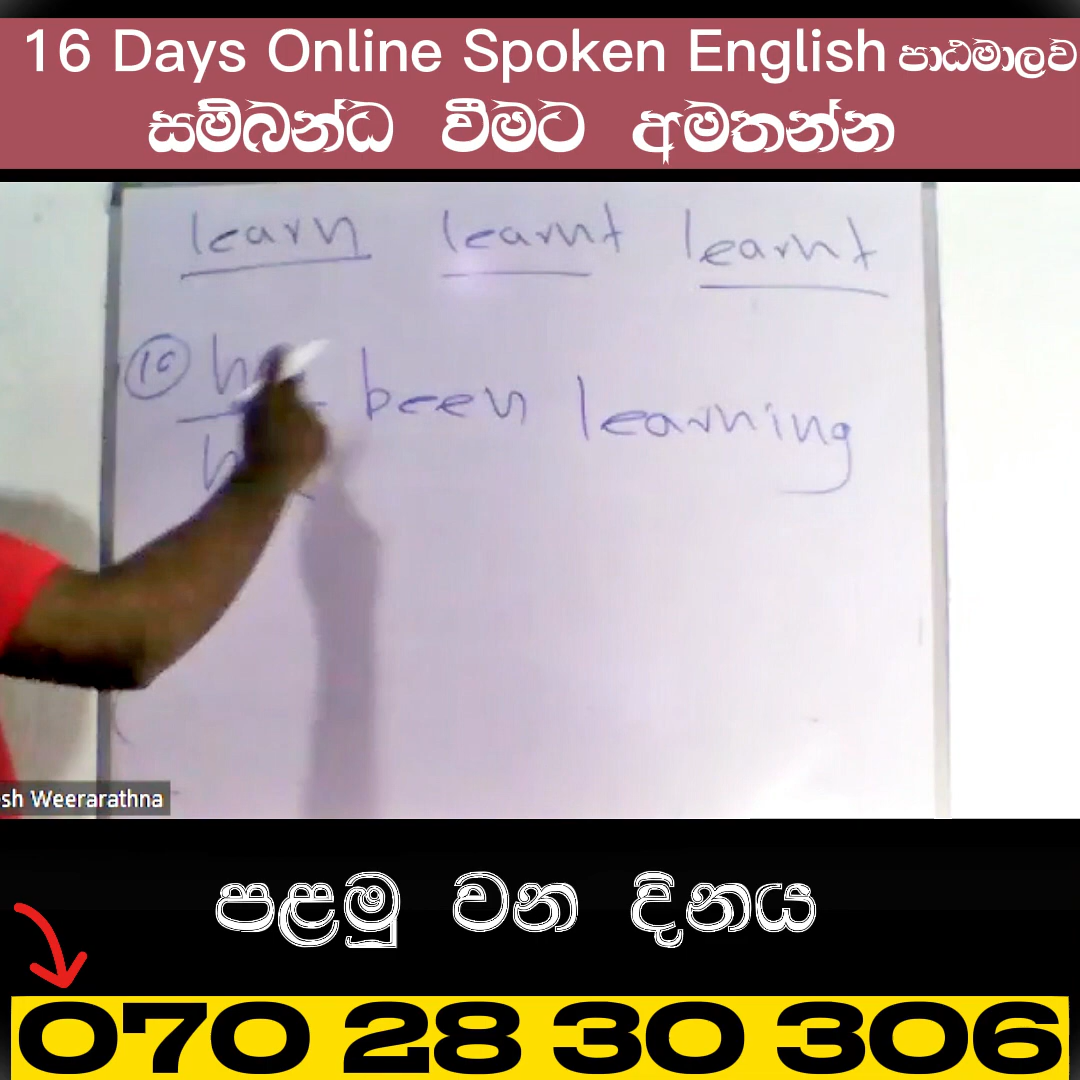 16 Days Online Spoken English පාඨමාලව
සම්බන්ධ වීමට අමතන්න
learn learnt learnt
been learning
sh Weerarathna
පළමු වන දිනය
070 28 30 306